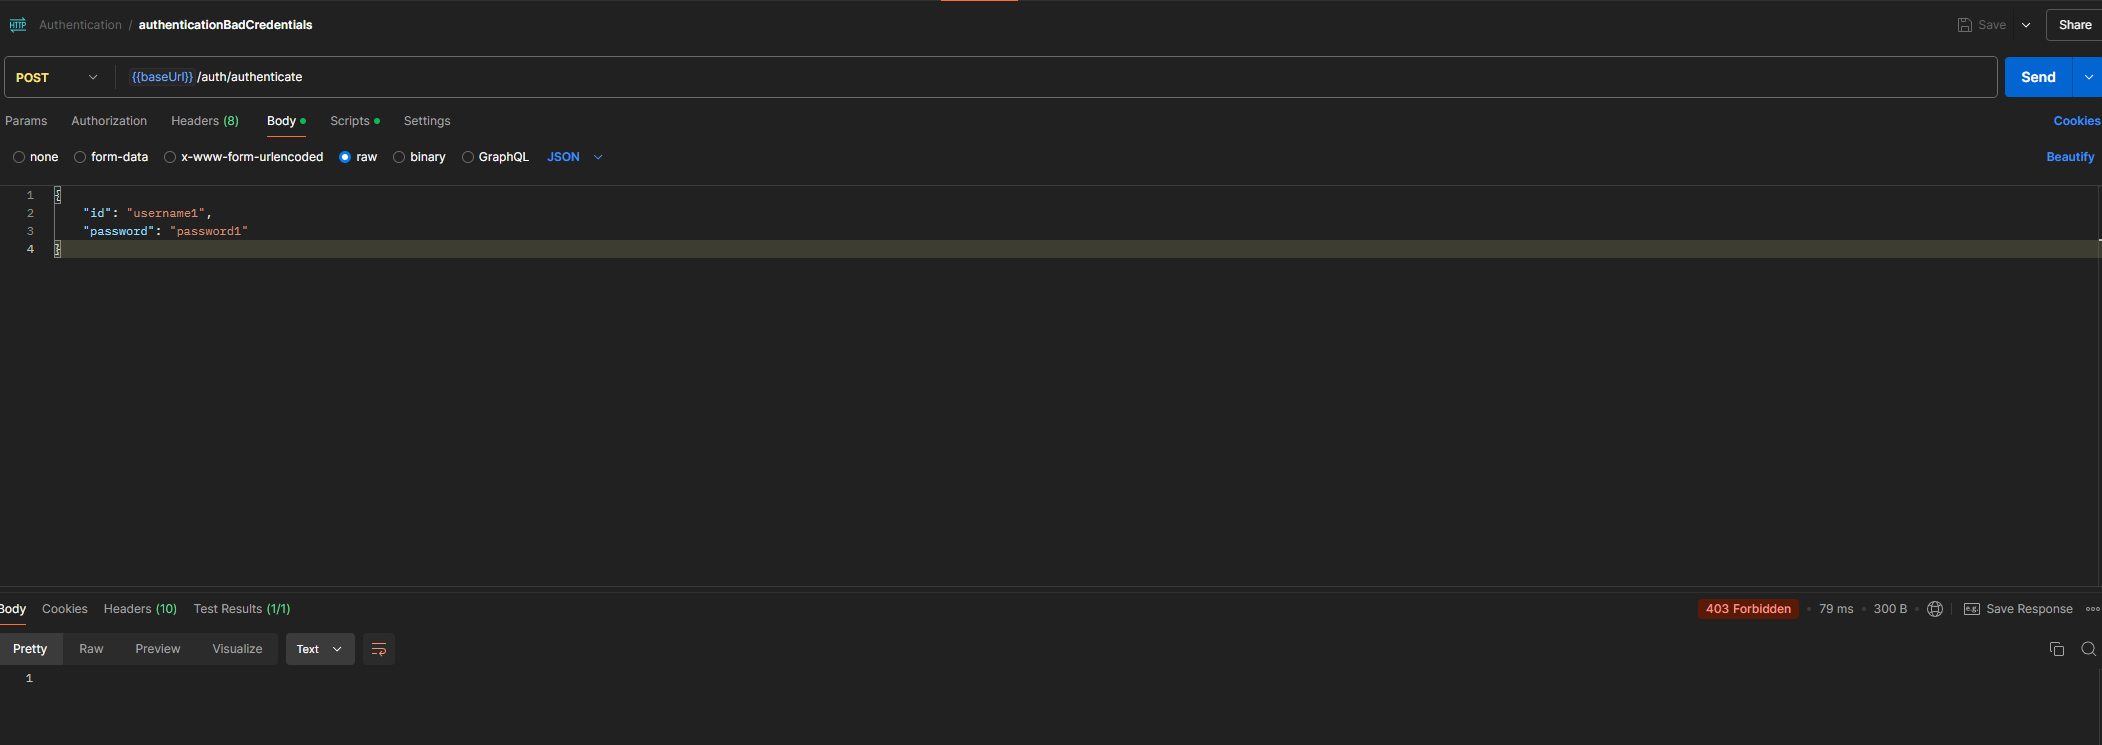 HTTP Authentication / authenticationBadCredentials Save Share
POST {{baseUrl}} /auth/authenticate Send
Params Authorization Headers (8) Body Scripts Settings Cookies
none form-data x-www-form-urlencoded raw binary GraphQL JSON Beautify
1 {
2 "id": "username1",
3 "password": "password1"
4 }
Body Cookies Headers (10) Test Results (1/1) 403 Forbidden • 79 ms • 300 B • e.g. Save Response
Pretty Raw Preview Visualize Text
1